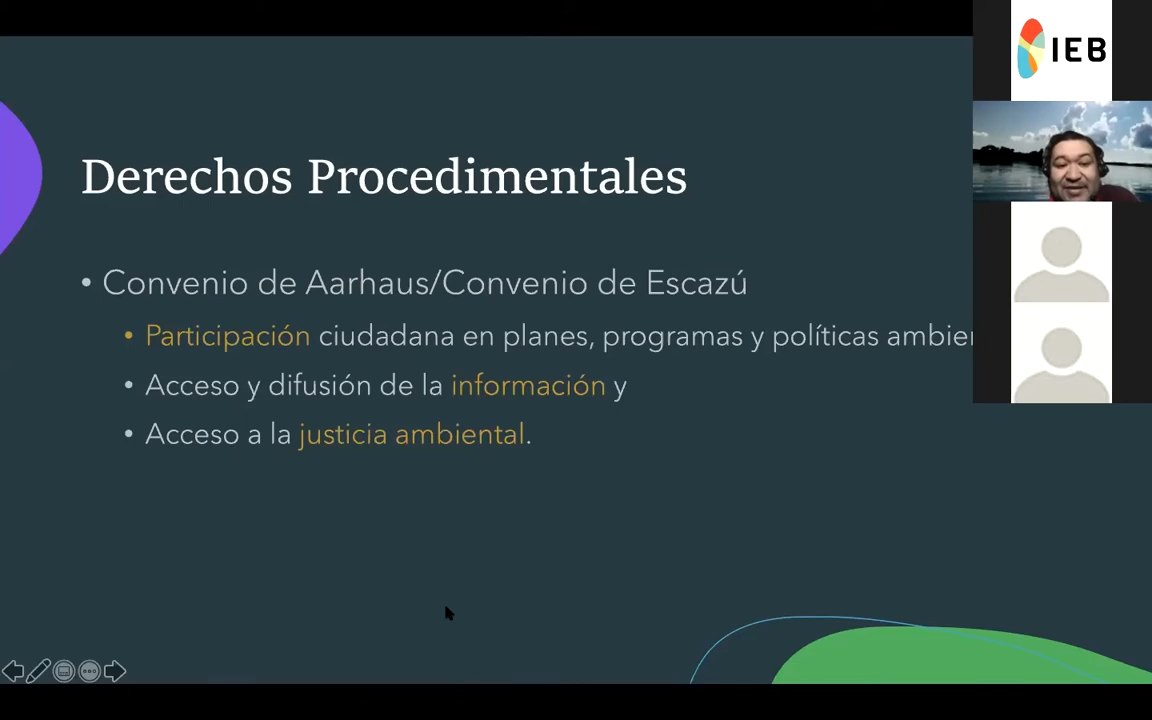 IEB
Derechos Procedimentales
• Convenio de Aarhaus/Convenio de Escazú
• Participación ciudadana en planes, programas y políticas ambien
• Acceso y difusión de la información y
• Acceso a la justicia ambiental.